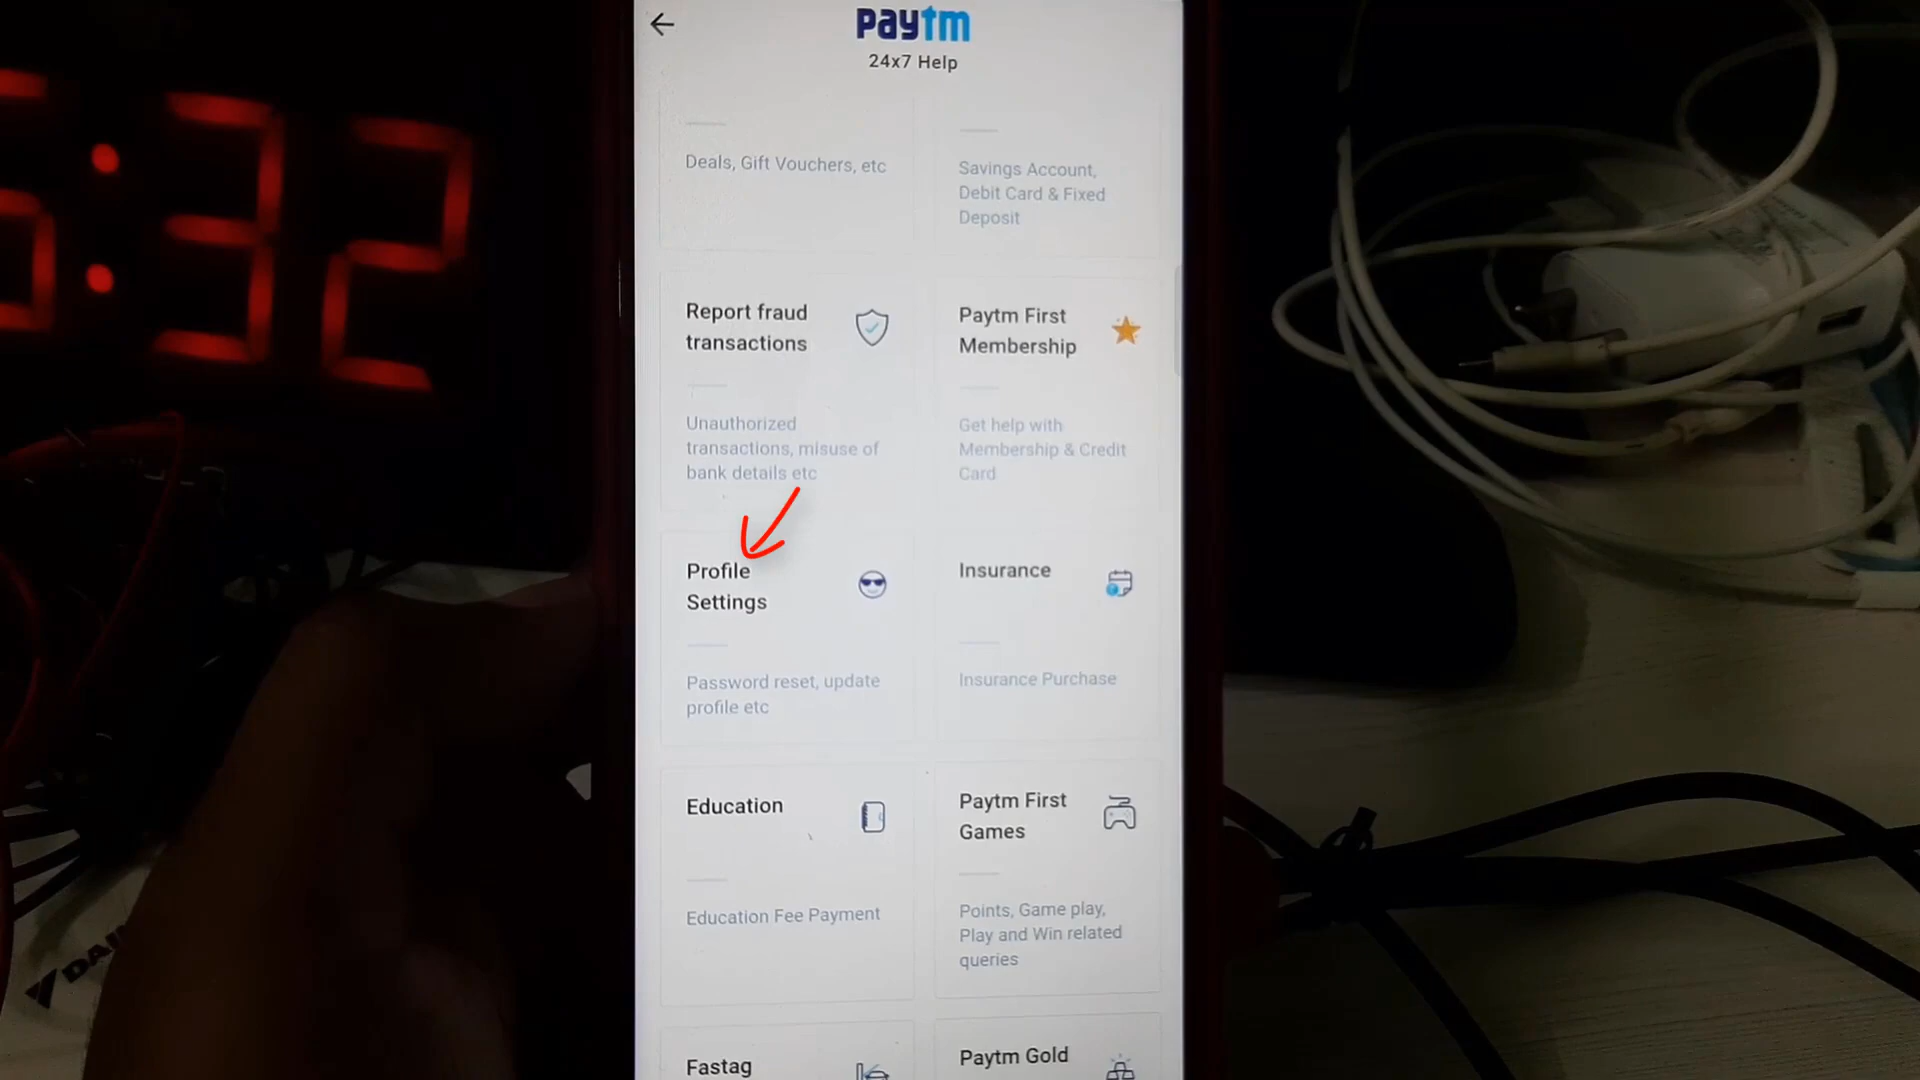 paytm
24x7 Help
Deals, Gift Vouchers, etc
Savings Account,
Debit Card & Fixed
Deposit
Report fraud
transactions
Unauthorized
transactions, misuse of
bank details etc
Paytm First
Membership
Get help with
Membership & Credit
Card
Profile
Settings
Password reset, update
profile etc
Insurance
Insurance Purchase
Education
Education Fee Payment
Paytm First
Games
Points, Game play,
Play and Win related
queries
Fastag
Paytm Gold
:32